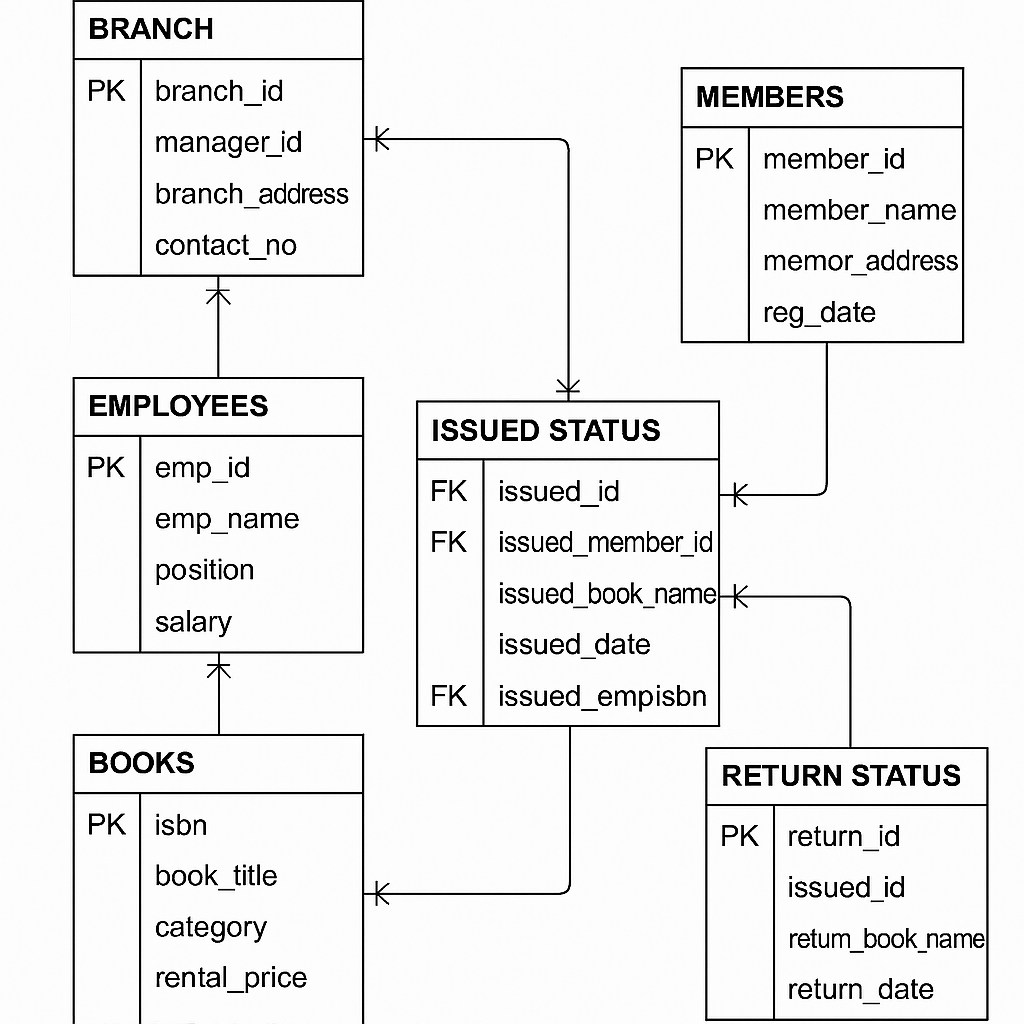 BRANCH
PK branch_id
manager_id
branch_address
contact_no
MEMBERS
PK member_id
member_name
memor_address
reg_date
EMPLOYEES
PK emp_id
emp_name
position
salary
ISSUED STATUS
FK issued_id
FK issued_member_id
issued_book_name
issued_date
FK issued_empisbn
BOOKS
PK isbn
book_title
category
rental_price
RETURN STATUS
PK return_id
issued_id
retum_book_name
return_date